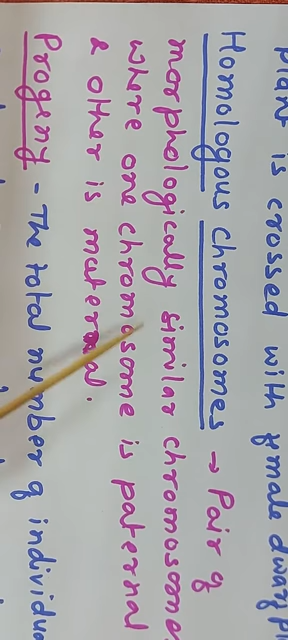 plant is crossed with female dwarf
Homologous chromosomes → Pair of
morphologically similar chromosome
where one chromosome is paternal
& other is maternal.
Progeny - The total number of individu